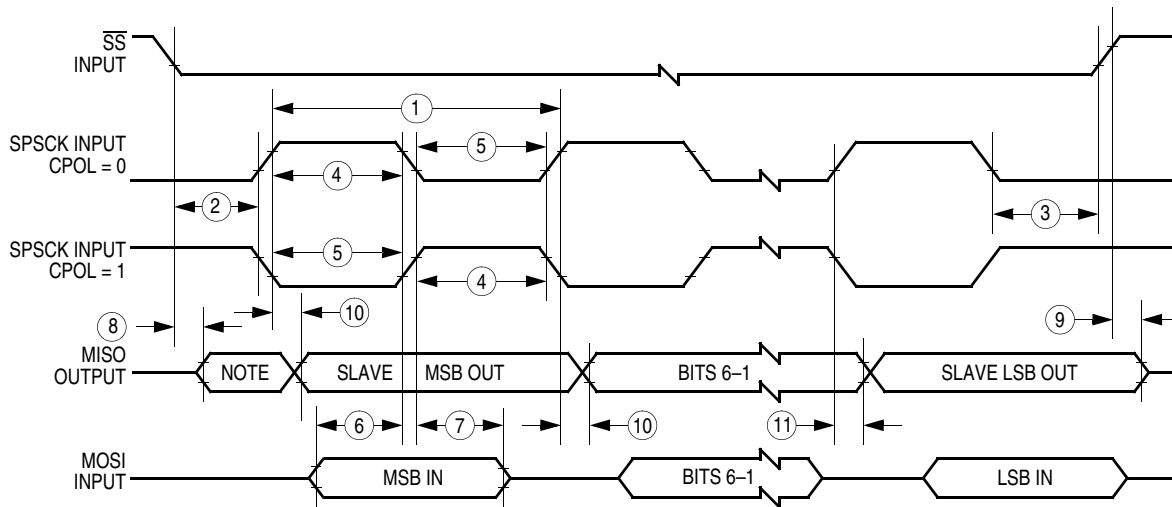 SS
INPUT
1
SPSCK INPUT
CPOL = 0
5
4
2
3
SPSCK INPUT
CPOL = 1
5
4
8
10
9
MISO
OUTPUT
NOTE
SLAVE MSB OUT
BITS 6–1
SLAVE LSB OUT
6
7
10
11
MOSI
INPUT
MSB IN
BITS 6–1
LSB IN